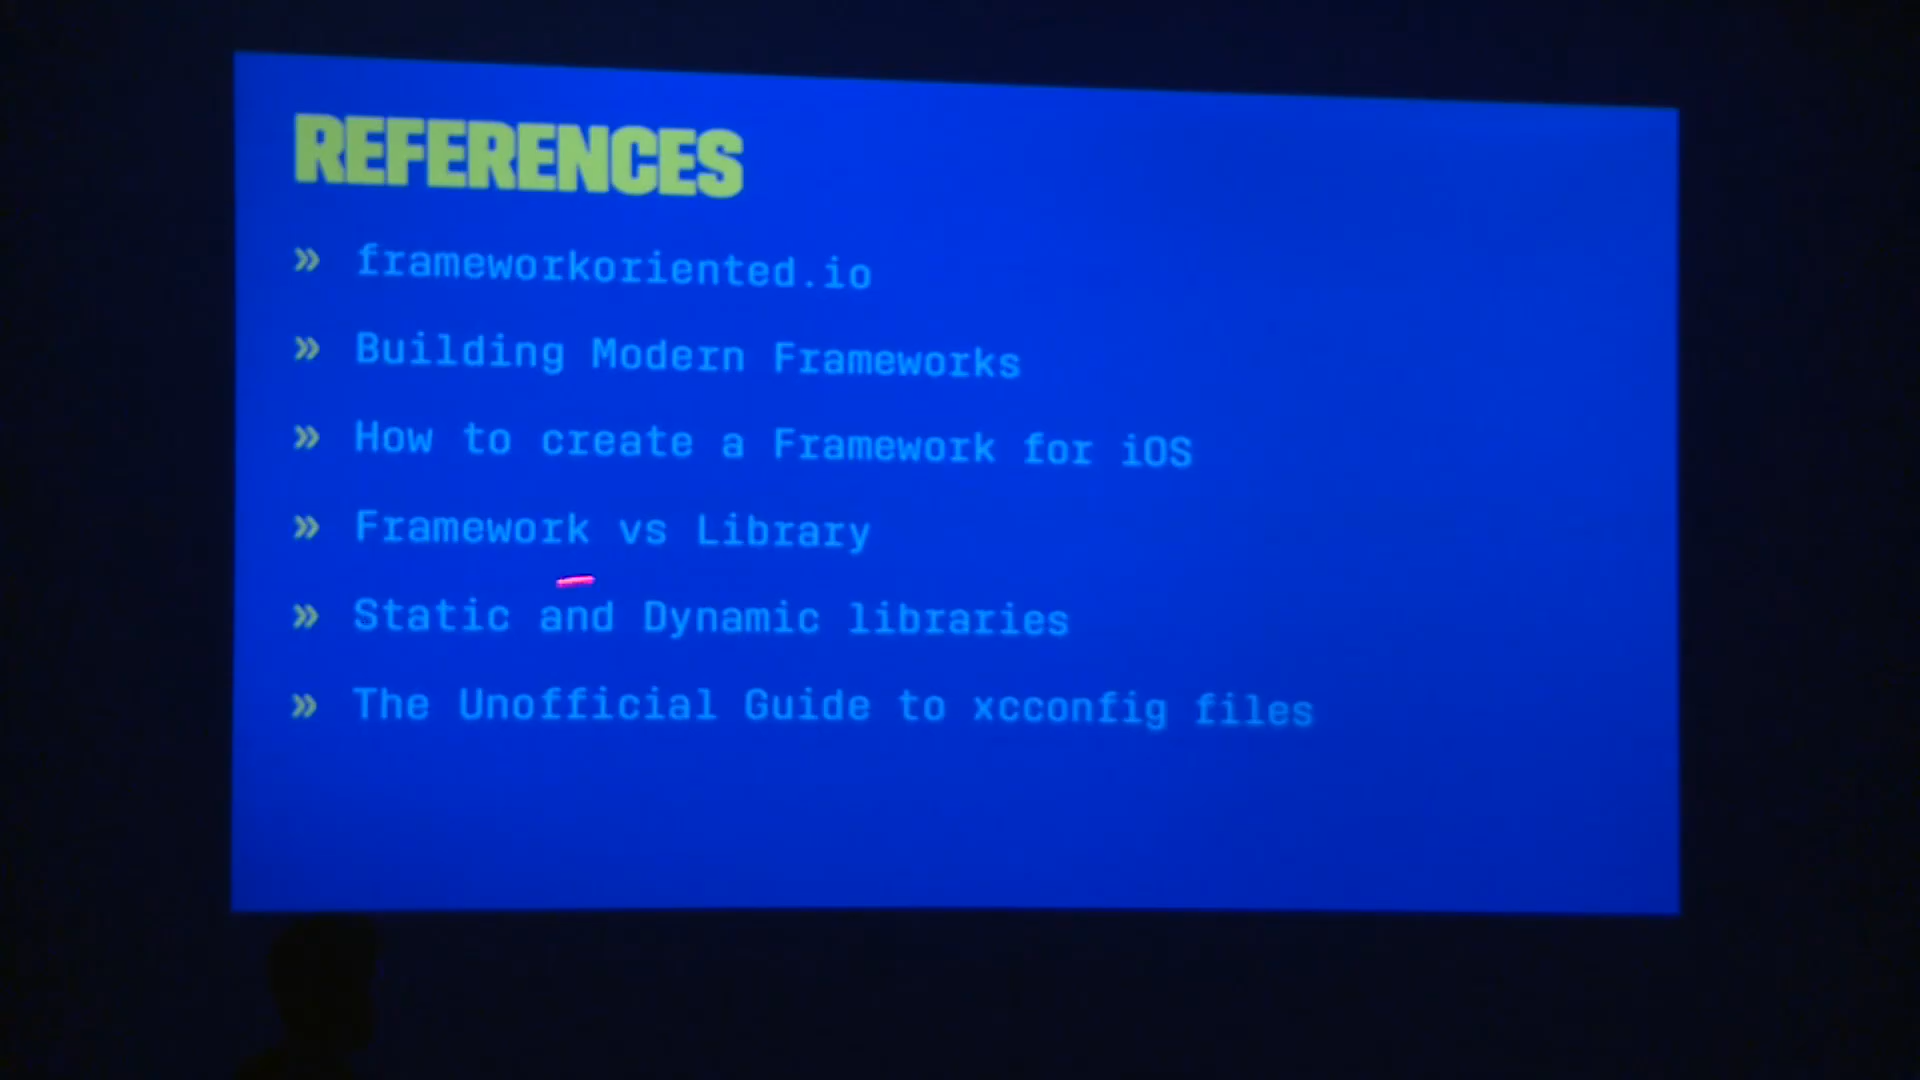 REFERENCES
» frameworkoriented.io
» Building Modern Frameworks
» How to create a Framework for iOS
» Framework vs Library
» Static and Dynamic libraries
» The Unofficial Guide to xcconfig files